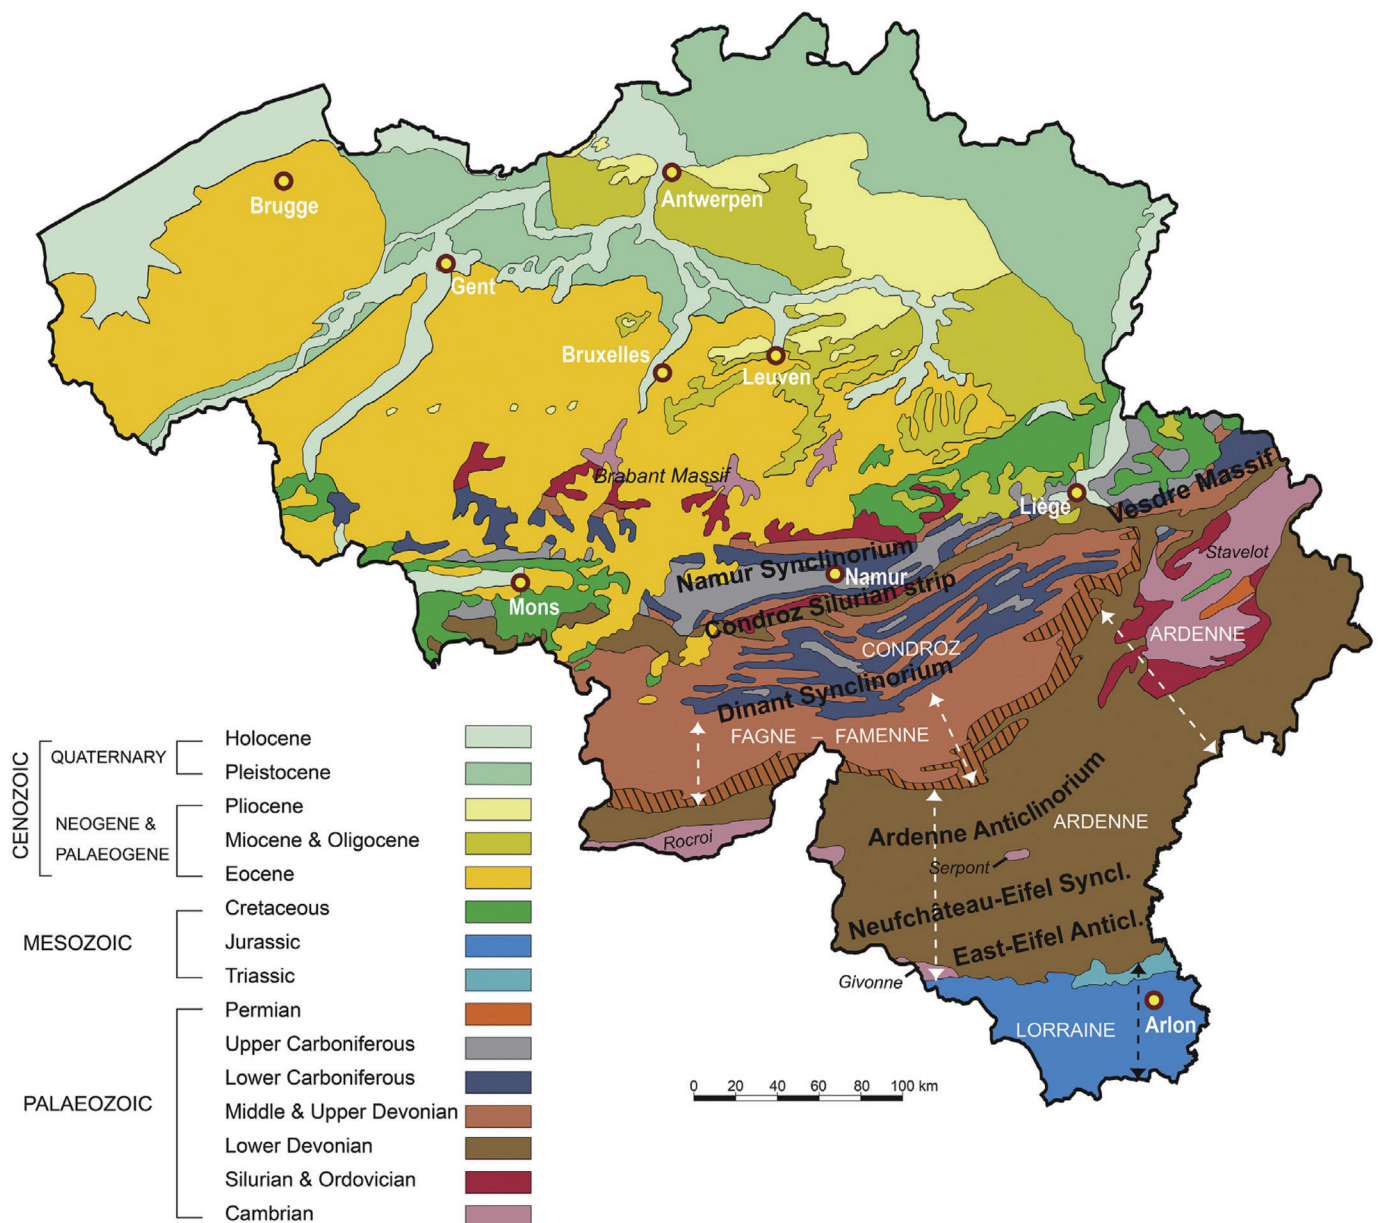 Brugge
Antwerpen
Gent
Bruxelles
Leuven
Brabant Massif
Liège
Vesdre Massif
Stavelot
Namur Synclinorium
Namur
Mons
Condroz Silurian strip
CONDROZ
ARDENNE
Dinant Synclinorium
FAGNE – FAMENNE
Ardenne Anticlinorium
ARDENNE
Rocroi
Serpont
Neufchâteau-Eifel Syncl.
East-Eifel Anticl.
Givonne
LORRAINE
Arlon
0 20 40 60 80 100 km
CENOZOIC
QUATERNARY
Holocene
Pleistocene
NEOGENE &
PALAEOGENE
Pliocene
Miocene & Oligocene
Eocene
MESOZOIC
Cretaceous
Jurassic
Triassic
PALAEOZOIC
Permian
Upper Carboniferous
Lower Carboniferous
Middle & Upper Devonian
Lower Devonian
Silurian & Ordovician
Cambrian